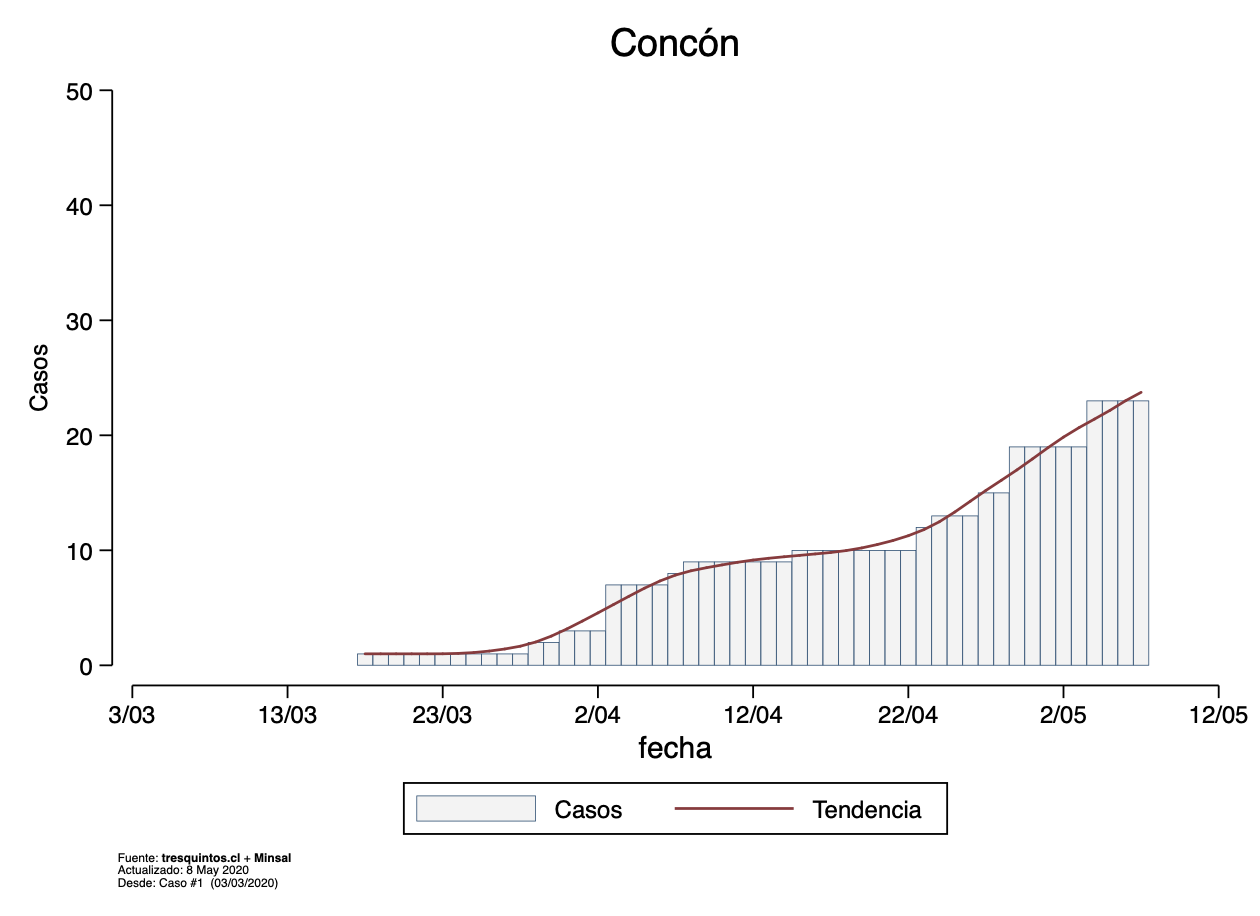 Concón
50
40
30
20
10
0
Casos
3/03 13/03 23/03 2/04 12/04 22/04 2/05 12/05
fecha
Casos Tendencia
Fuente: tresquintos.cl + Minsal
Actualizado: 8 May 2020
Desde: Caso #1 (03/03/2020)